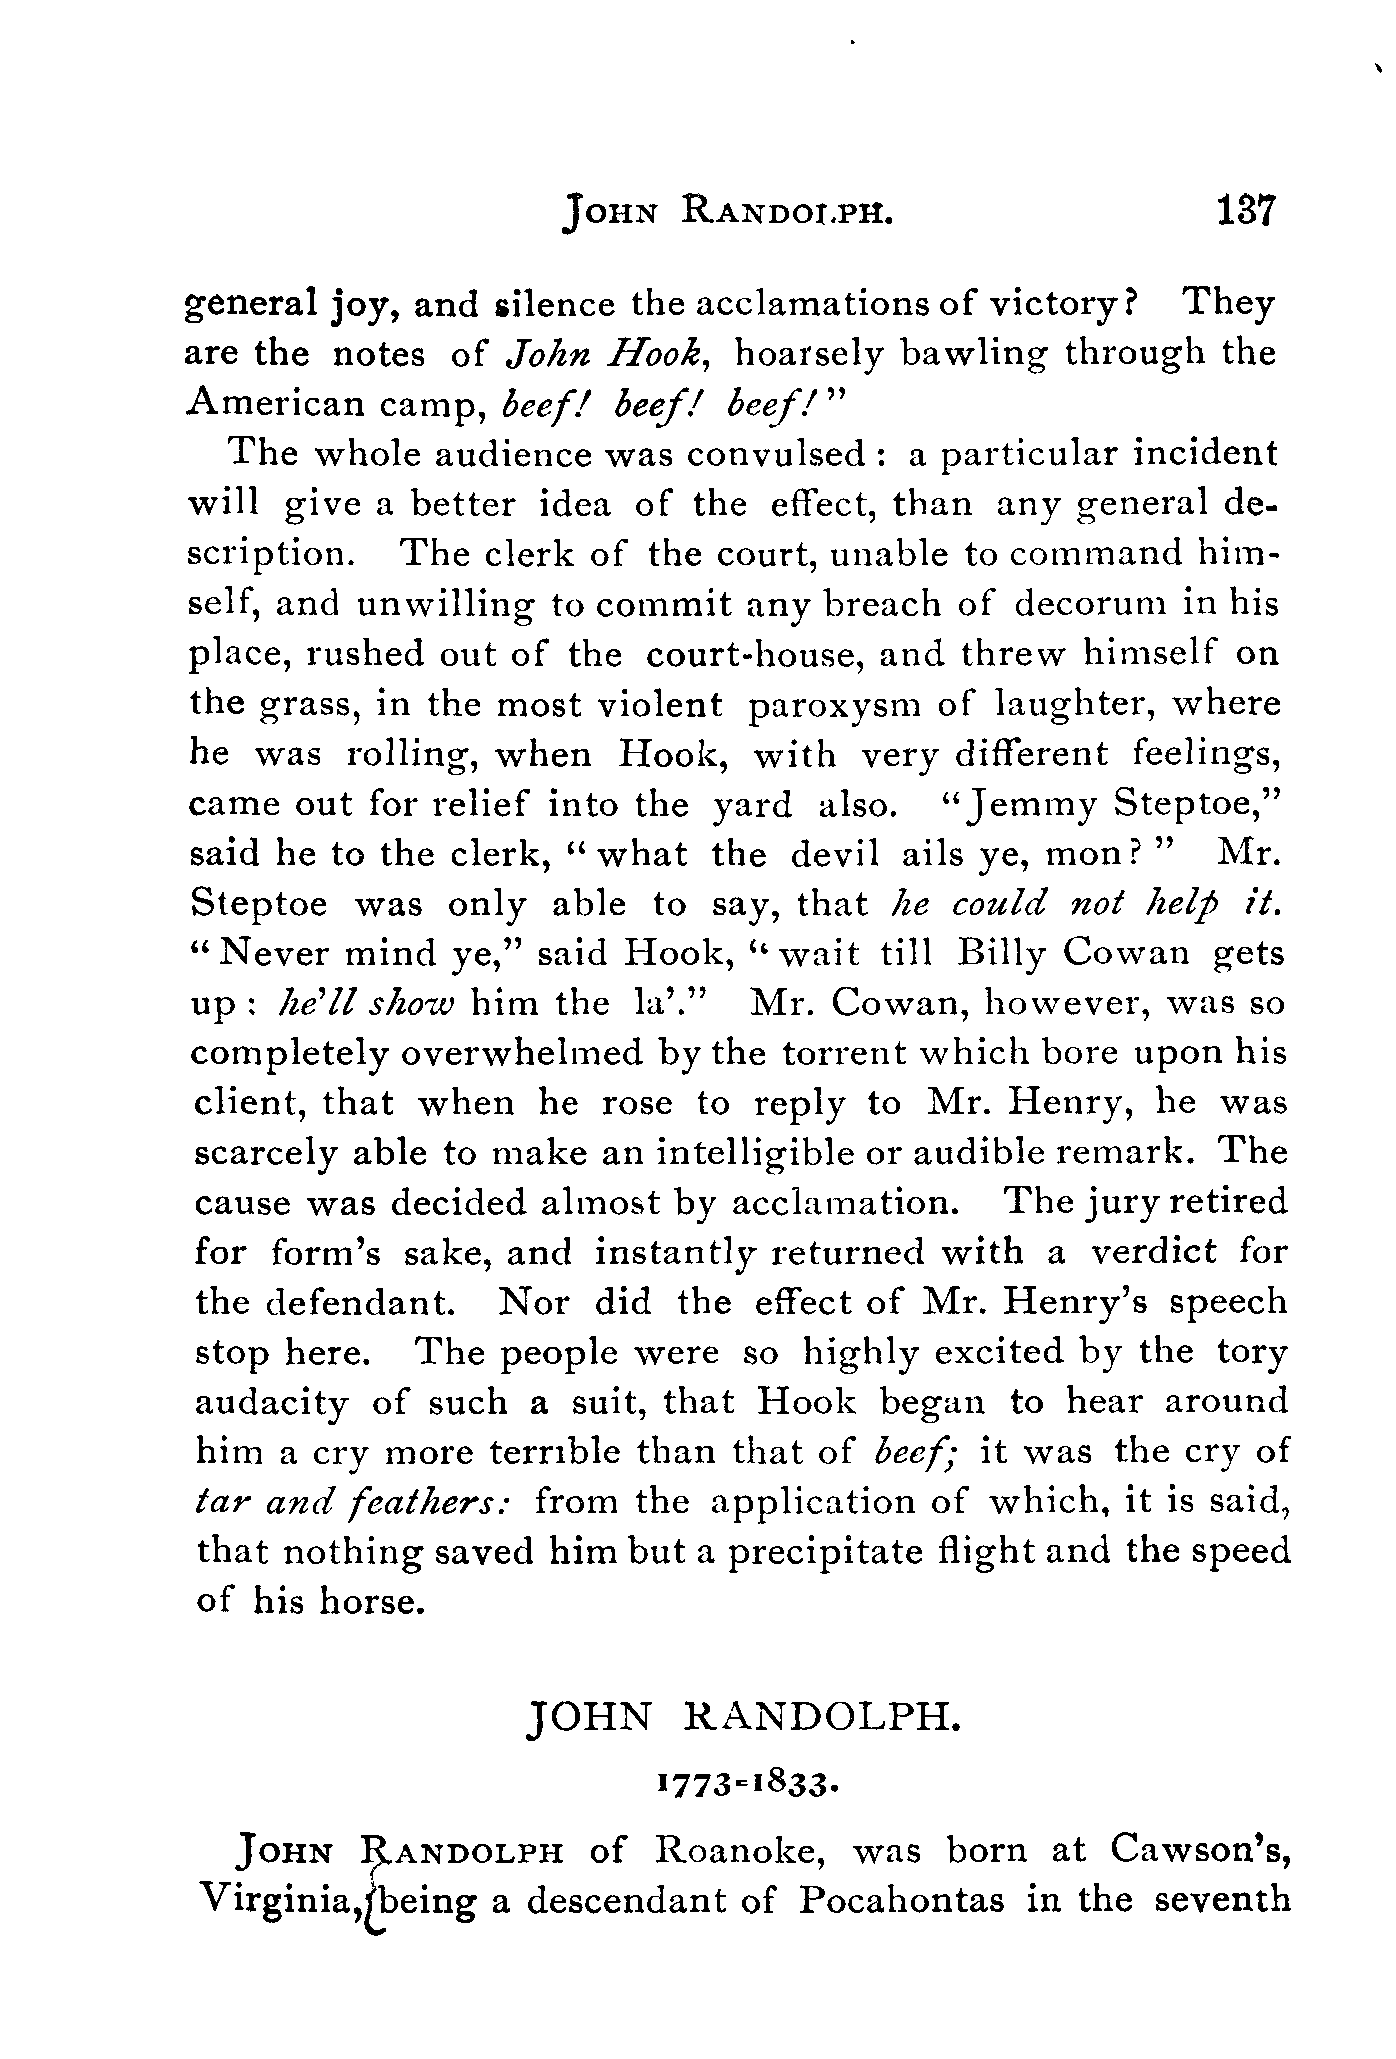 JOHN RANDOLPH. 137
general joy, and silence the acclamations of victory? They
are the notes of John Hook, hoarsely bawling through the
American camp, beef! beef! beef!"
The whole audience was convulsed : a particular incident
will give a better idea of the effect, than any general de-
scription. The clerk of the court, unable to command him-
self, and unwilling to commit any breach of decorum in his
place, rushed out of the court-house, and threw himself on
the grass, in the most violent paroxysm of laughter, where
he was rolling, when Hook, with very different feelings,
came out for relief into the yard also. "Jemmy Steptoe,"
said he to the clerk, "what the devil ails ye, mon?" Mr.
Steptoe was only able to say, that he could not help it.
"Never mind ye," said Hook, "wait till Billy Cowan gets
up : he'll show him the la'." Mr. Cowan, however, was so
completely overwhelmed by the torrent which bore upon his
client, that when he rose to reply to Mr. Henry, he was
scarcely able to make an intelligible or audible remark. The
cause was decided almost by acclamation. The jury retired
for form's sake, and instantly returned with a verdict for
the defendant. Nor did the effect of Mr. Henry's speech
stop here. The people were so highly excited by the tory
audacity of such a suit, that Hook began to hear around
him a cry more terrible than that of beef; it was the cry of
tar and feathers: from the application of which, it is said,
that nothing saved him but a precipitate flight and the speed
of his horse.
JOHN RANDOLPH.
1773-1833.
JOHN RANDOLPH of Roanoke, was born at Cawson's,
Virginia, being a descendant of Pocahontas in the seventh